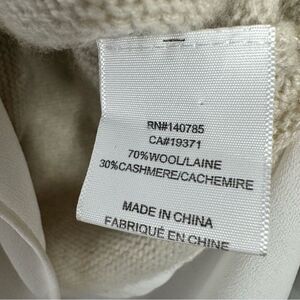 RN#140785
CA#19371
70%WOOL/LAINE
30%CASHMERE/CACHEMIRE
MADE IN CHINA
FABRIQUÉ EN CHINE